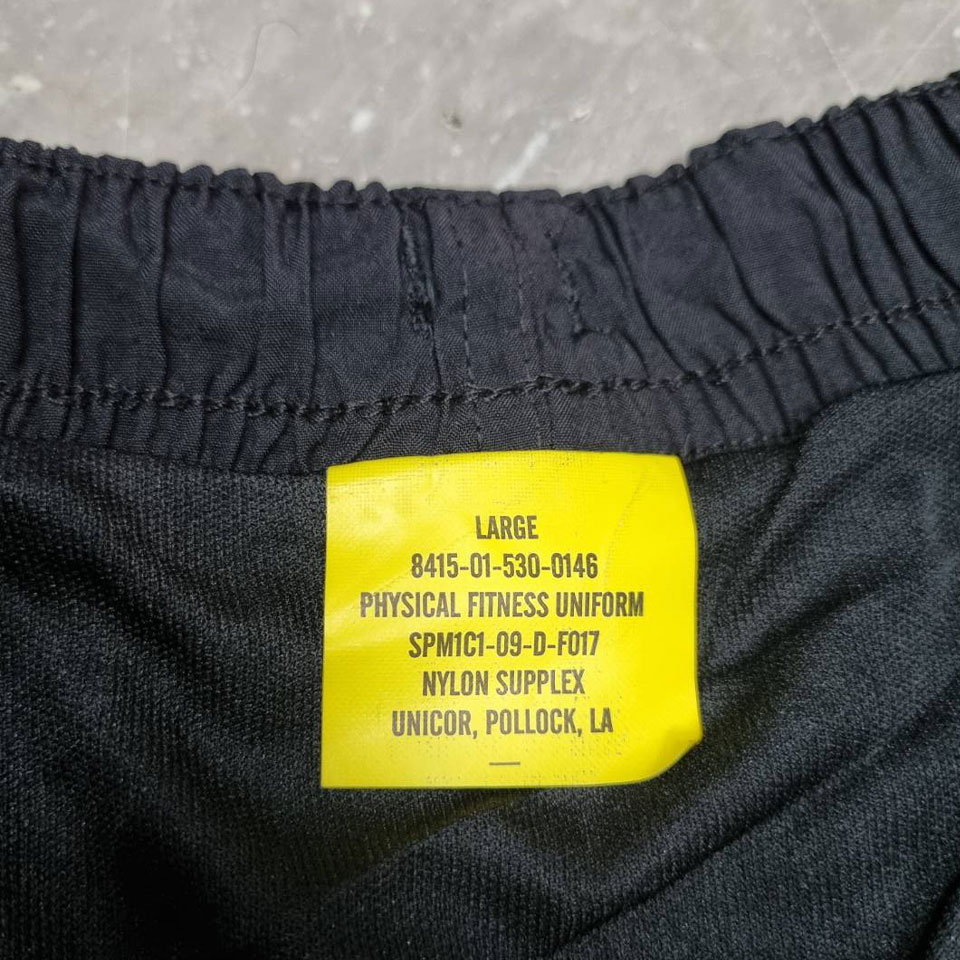 LARGE
8415-01-530-0146
PHYSICAL FITNESS UNIFORM
SPM1C1-09-D-F017
NYLON SUPPLEX
UNICOR, POLLOCK, LA
—